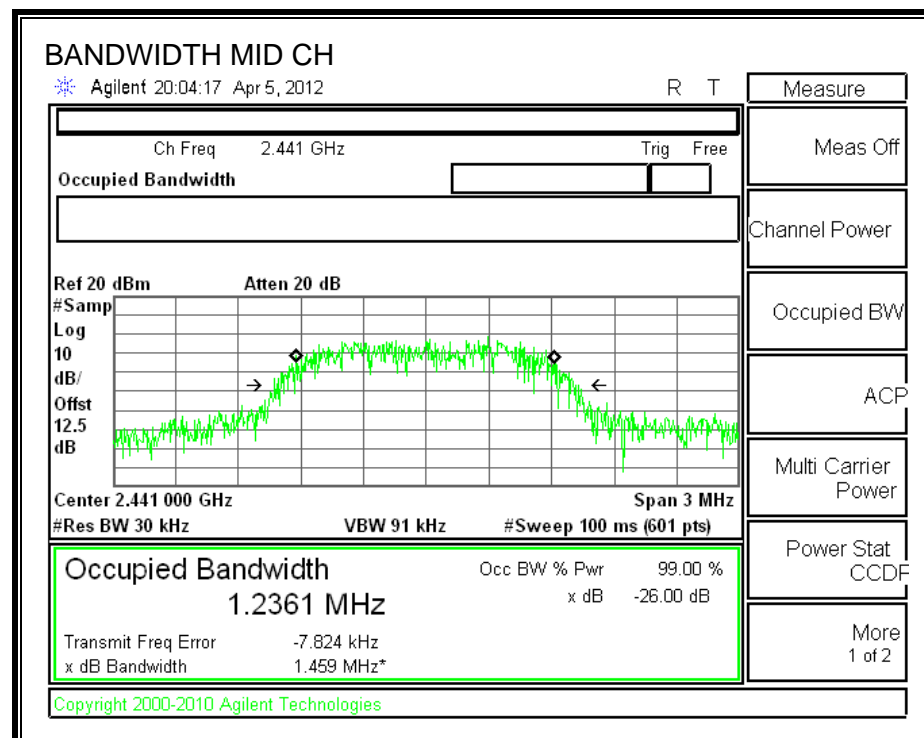 BANDWIDTH MID CH
Agilent 20:04:17 Apr 5, 2012 R T
Measure
Ch Freq 2.441 GHz Trig Free
Occupied Bandwidth
Meas Off
Channel Power
Occupied BW
ACP
Multi Carrier
Power
Power Stat
CCDF
More
1 of 2
Ref 20 dBm Atten 20 dB
#Samp
Log
10
dB/
Offst
12.5
dB
Center 2.441 000 GHz Span 3 MHz
#Res BW 30 kHz VBW 91 kHz #Sweep 100 ms (601 pts)
Occupied Bandwidth
1.2361 MHz
Occ BW % Pwr 99.00 %
x dB -26.00 dB
Transmit Freq Error -7.824 kHz
x dB Bandwidth 1.459 MHz*
Copyright 2000-2010 Agilent Technologies